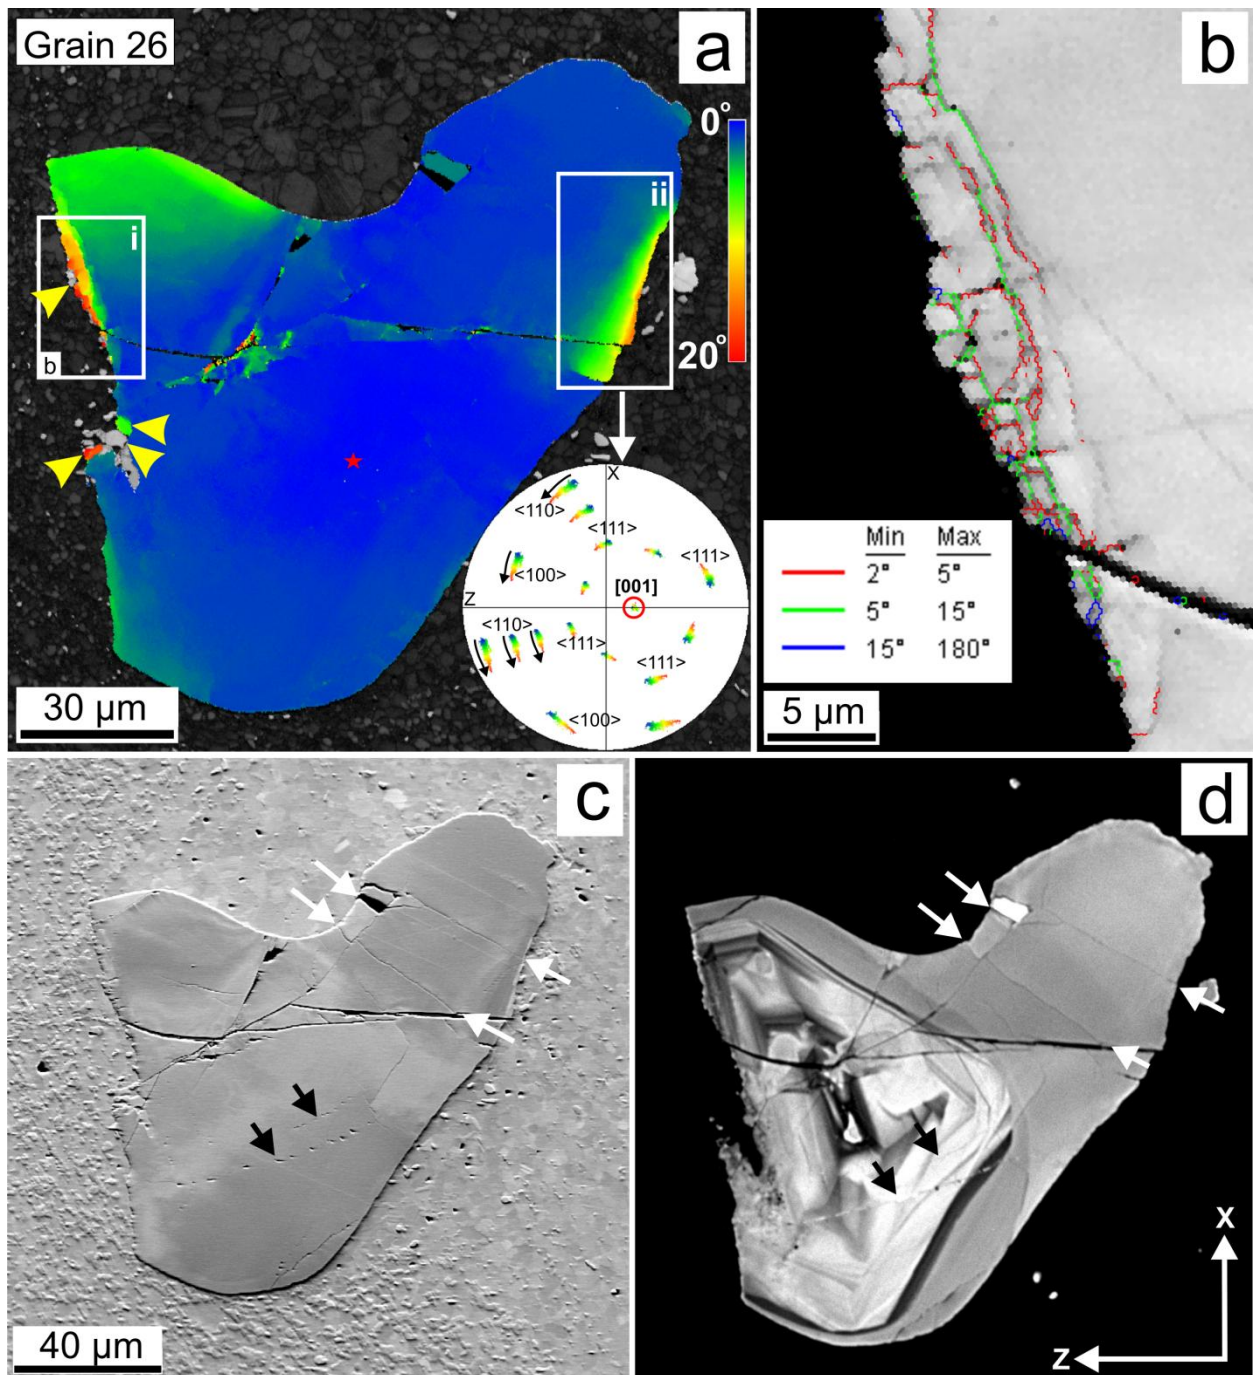 Grain 26
a
0°
20°
i
b
ii
30 µm
X
<110>
<111>
<111>
<100>
[001]
Z
<110>
<111>
<111>
<100>
b
Min Max
2° 5°
5° 15°
15° 180°
5 µm
c
40 µm
d
X
Z